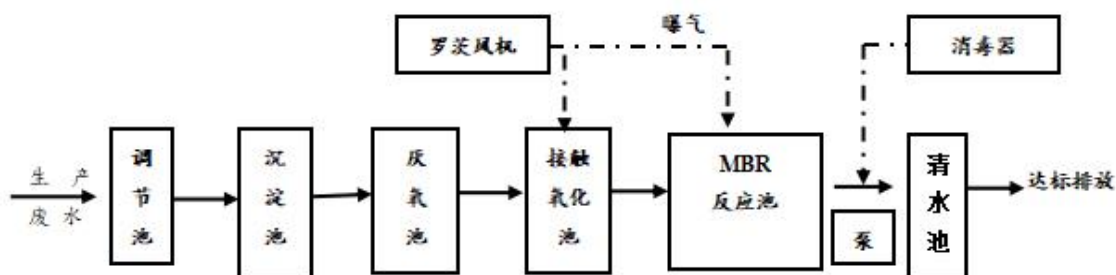 罗茨风机
曝气
消毒器
生 产
废 水
调节池
沉淀池
厌氧池
接触氧化池
MBR
反应池
泵
清水池
达标排放